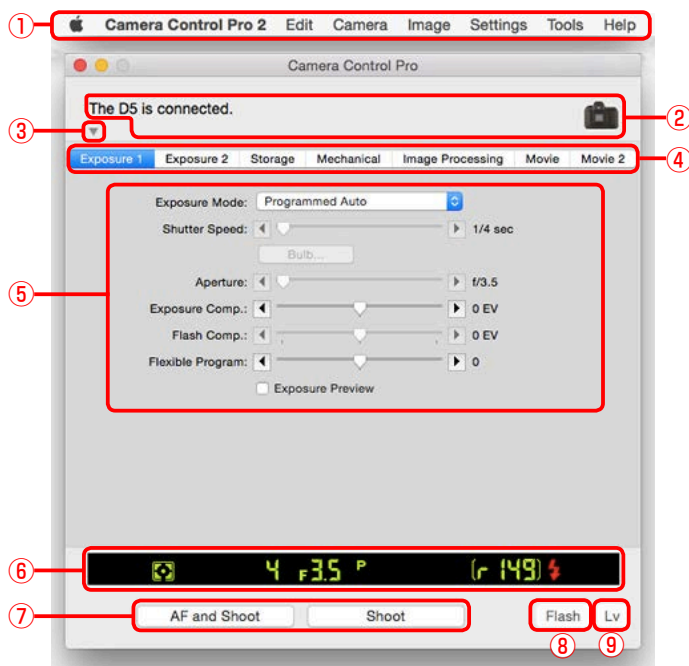 ① Camera Control Pro 2 Edit Camera Image Settings Tools Help
Camera Control Pro
The D5 is connected.
②
③
Exposure 1 Exposure 2 Storage Mechanical Image Processing Movie Movie 2
④
Exposure Mode: Programmed Auto
Shutter Speed: 1/4 sec
Bulb...
⑤
Aperture: f/3.5
Exposure Comp.: 0 EV
Flash Comp.: 0 EV
Flexible Program: 0
Exposure Preview
⑥ 4 F3.5 P (r 149)
⑦ AF and Shoot Shoot Flash Lv
⑧ ⑨